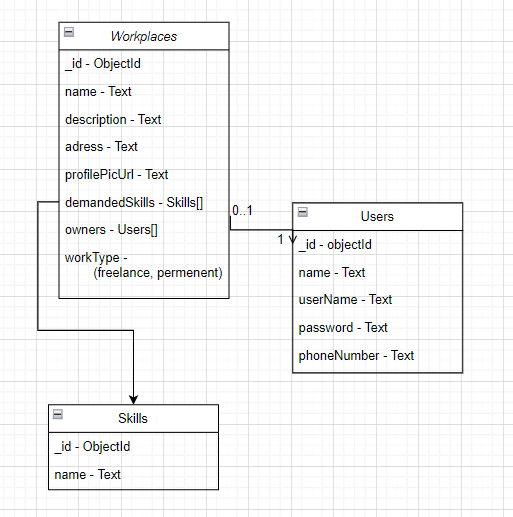 Workplaces
_id - ObjectId
name - Text
description - Text
adress - Text
profilePicUrl - Text
demandedSkills - Skills[]
owners - Users[]
workType -
(freelance, permenent)
0..1
1
Users
_id - objectId
name - Text
userName - Text
password - Text
phoneNumber - Text
Skills
_id - ObjectId
name - Text